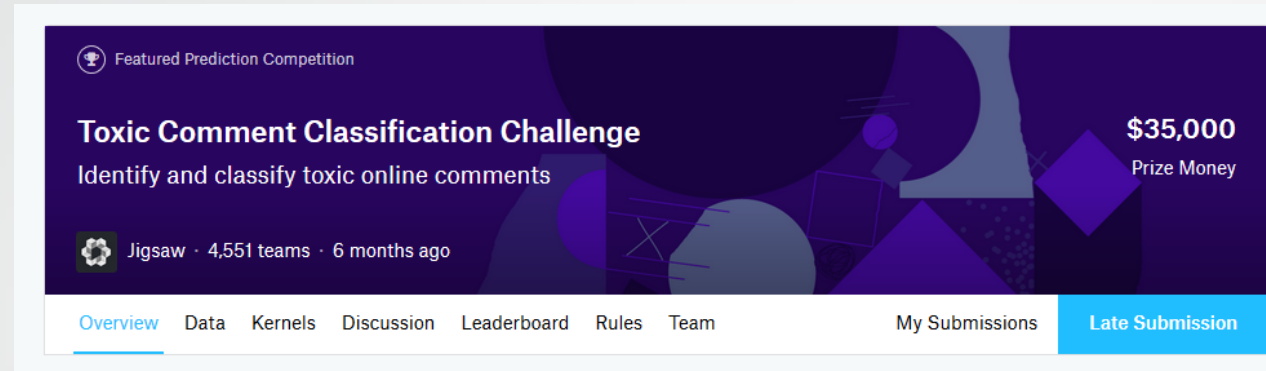 Featured Prediction Competition
Toxic Comment Classification Challenge
Identify and classify toxic online comments
$35,000
Prize Money
Jigsaw · 4,551 teams · 6 months ago
Overview Data Kernels Discussion Leaderboard Rules Team My Submissions Late Submission